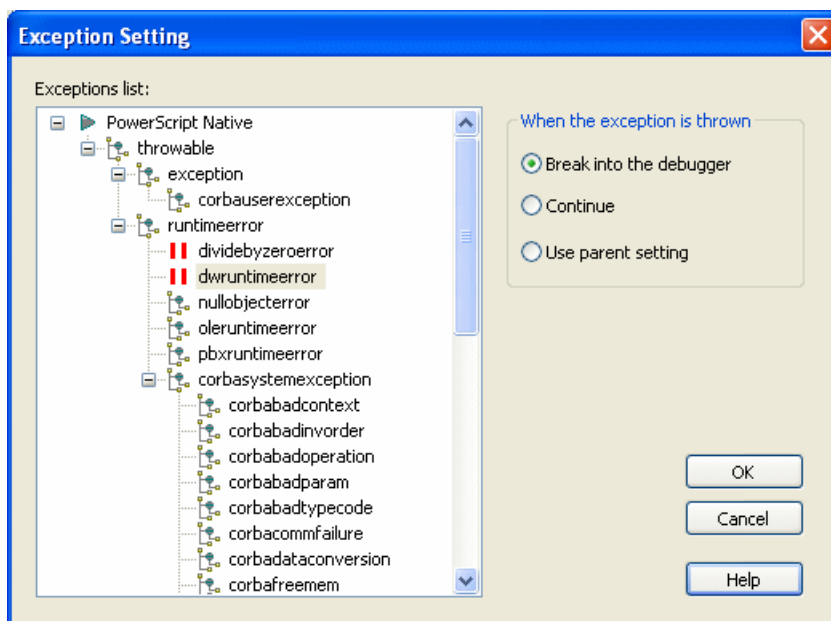 Exception Setting
Exceptions list:
PowerScript Native
throwable
exception
corbauserexception
runtimeerror
dividebyzeroerror
dwruntimeerror
nullobjecterror
oleruntimeerror
pbxruntimeerror
corbasystemexception
corbabadcontext
corbabadinvorder
corbabadoperation
corbabadparam
corbabadtypecode
corbacommfailure
corbadataconversion
corbafreemem
When the exception is thrown
Break into the debugger
Continue
Use parent setting
OK
Cancel
Help